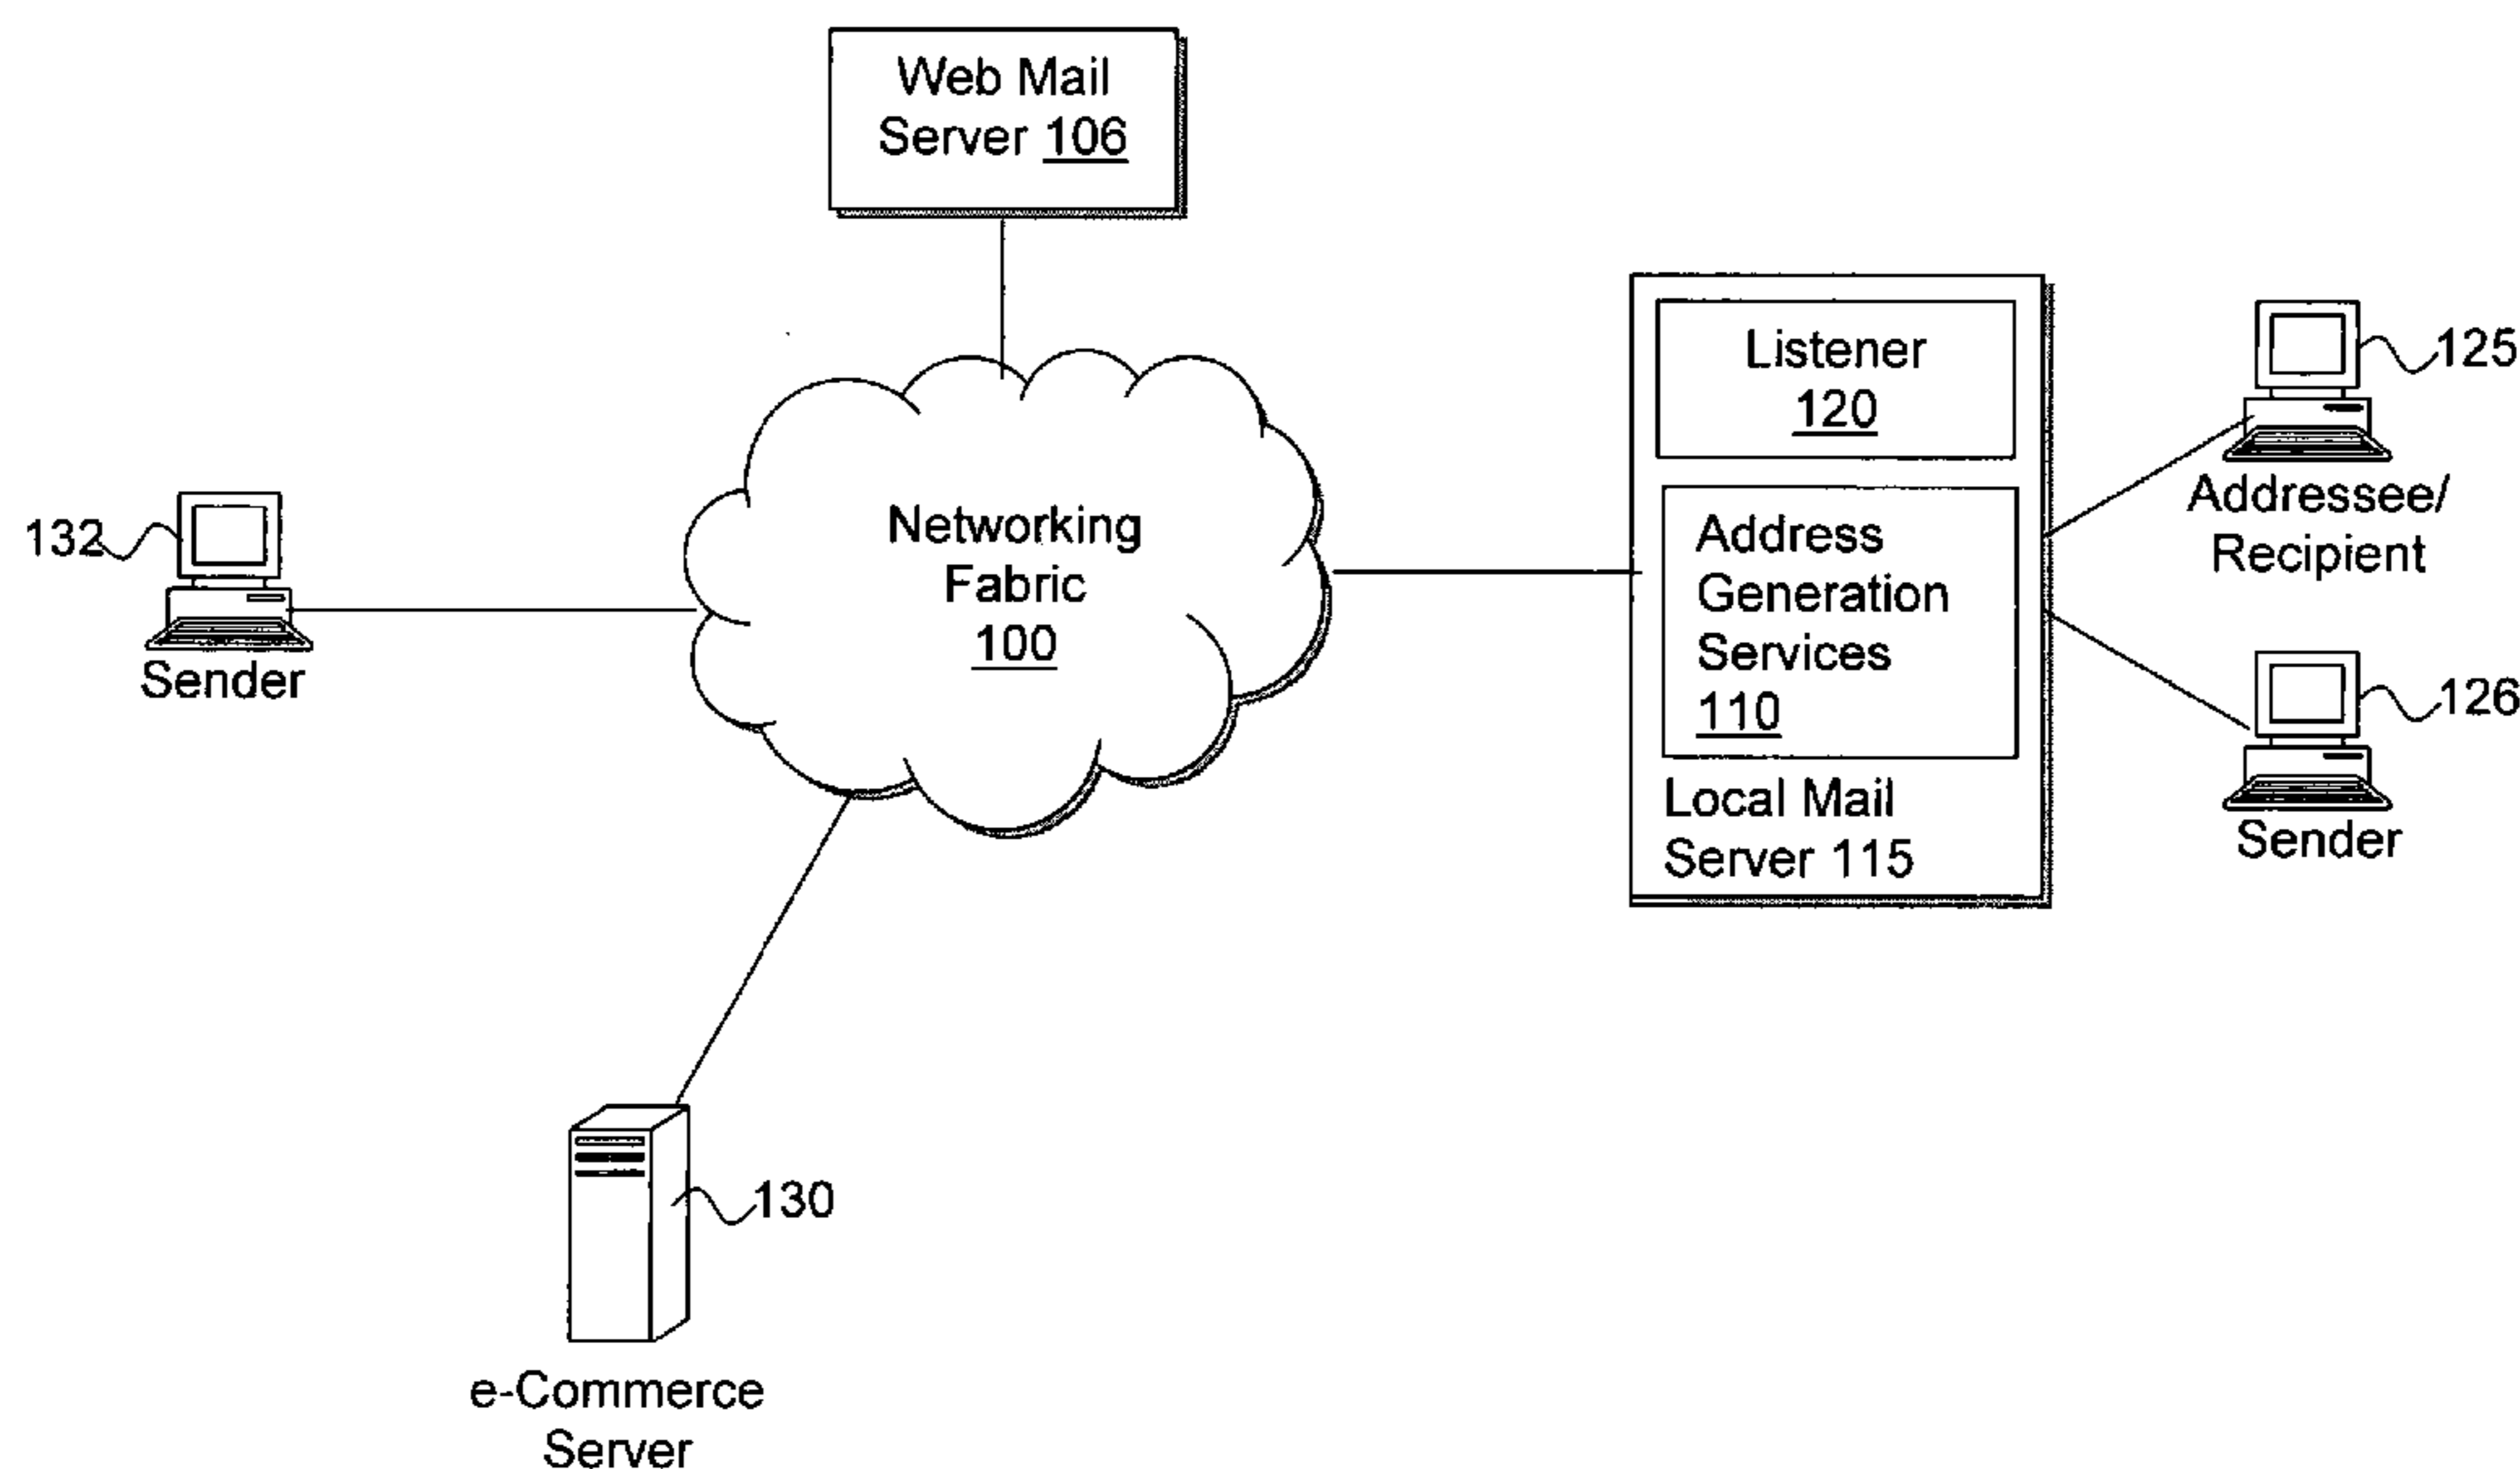 Web Mail
Server 106
Listener
120
125
Addressee/
Recipient
132
Sender
Networking
Fabric
100
Address
Generation
Services
110
Local Mail
Server 115
126
Sender
130
e-Commerce
Server